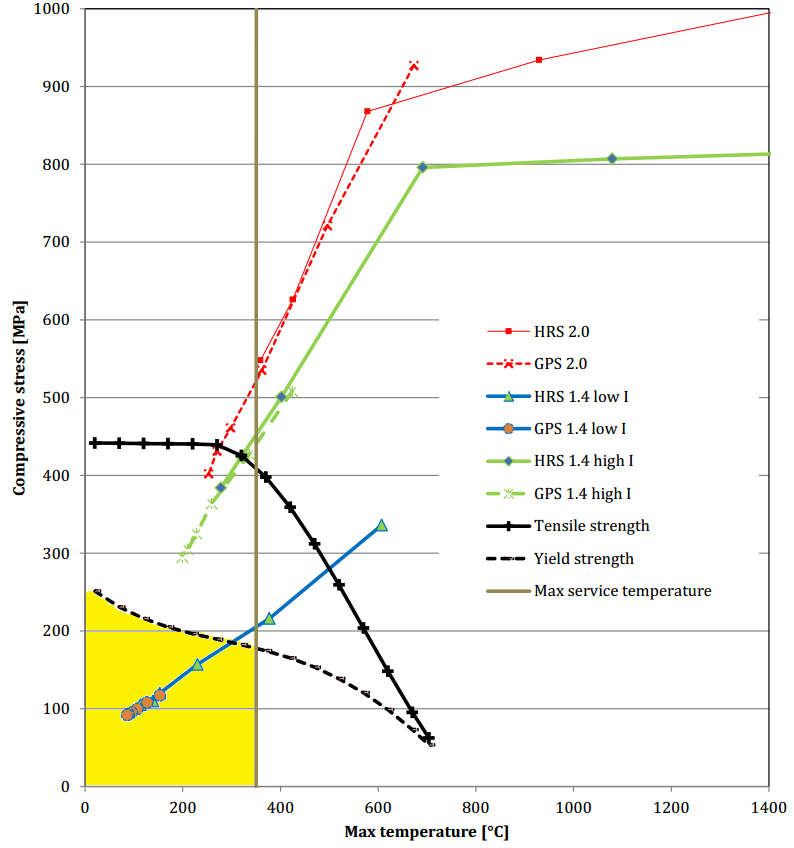 1000
900
800
700
600
500
400
300
200
100
0
Compressive stress [MPa]
HRS 2.0
GPS 2.0
HRS 1.4 low I
GPS 1.4 low I
HRS 1.4 high I
GPS 1.4 high I
Tensile strength
Yield strength
Max service temperature
0 200 400 600 800 1000 1200 1400
Max temperature [°C]